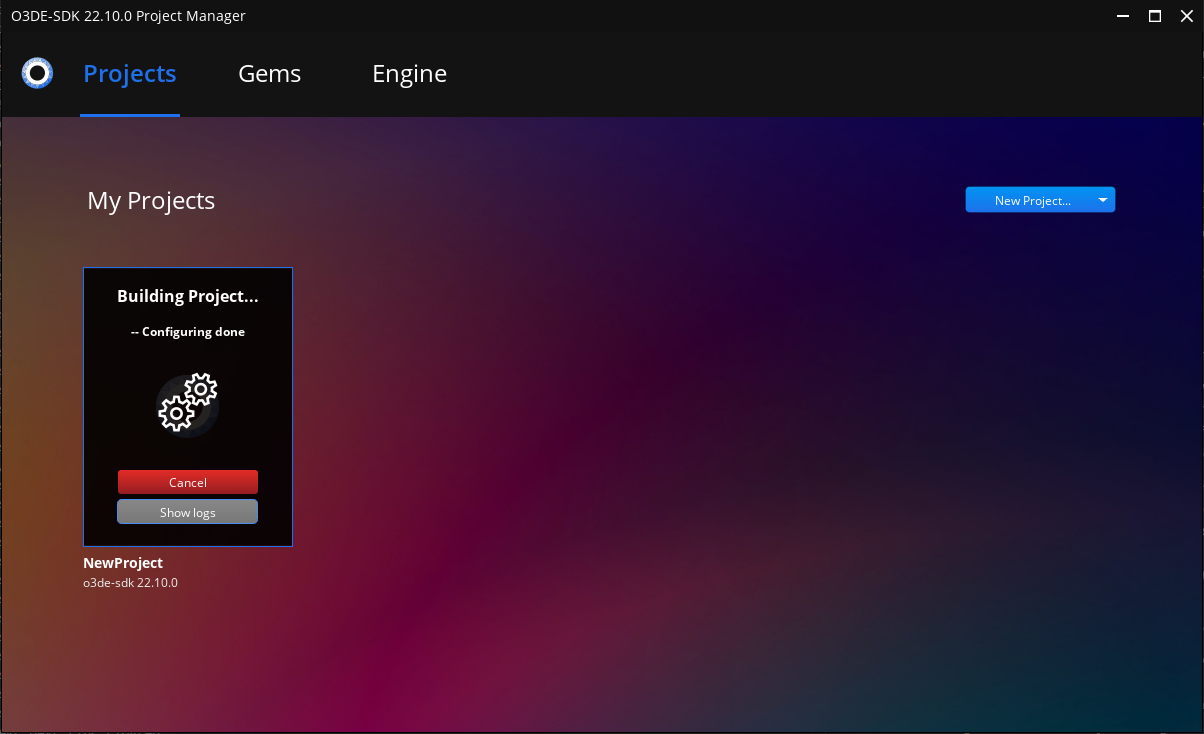 O3DE-SDK 22.10.0 Project Manager
Projects
Gems
Engine
My Projects
New Project...
Building Project...
-- Configuring done
Cancel
Show logs
NewProject
o3de-sdk 22.10.0